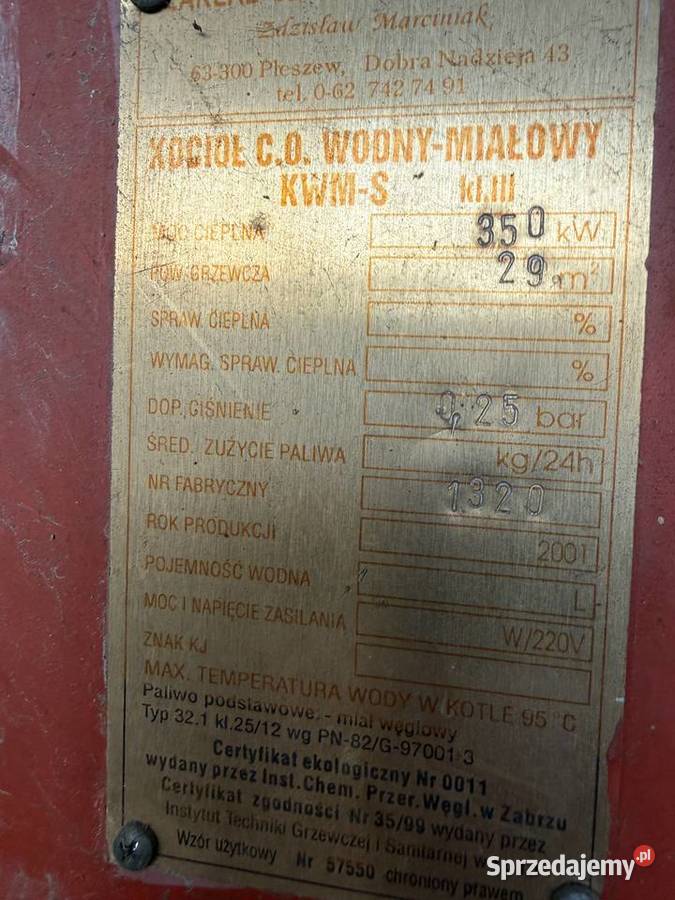 Zdzisław Marciniak
63-300 Pleszew, Dobra Nadzieja 43
tel. 0-62 742 74 91
KOCIOŁ C.O. WODNY-MIAŁOWY
KWM-S kl.III
MOC CIEPLNA 350 kW
POW. GRZEWCZA 29 m²
SPRAW. CIEPLNA %
WYMAG. SPRAW. CIEPLNA %
DOP. CIŚNIENIE 0,25 bar
ŚRED. ZUŻYCIE PALIWA kg/24h
NR FABRYCZNY 1320
ROK PRODUKCJI 2001
POJEMNOŚĆ WODNA L
MOC I NAPIĘCIE ZASILANIA W/220V
ZNAK KJ
MAX. TEMPERATURA WODY W KOTLE 95°C
Paliwo podstawowe: - miał węglowy
Typ 32.1 kl.25/12 wg PN-82/G-97001-3
Certyfikat ekologiczny Nr 0011
wydany przez Inst.Chem. Przer.Węgl.w Zabrzu
Certyfikat zgodności Nr 35/99 wydany przez
Instytut Techniki Grzewczej i Sanitarnej w
Wzór użytkowy Nr 57550 chroniony prawem
Sprzedajemy.pl